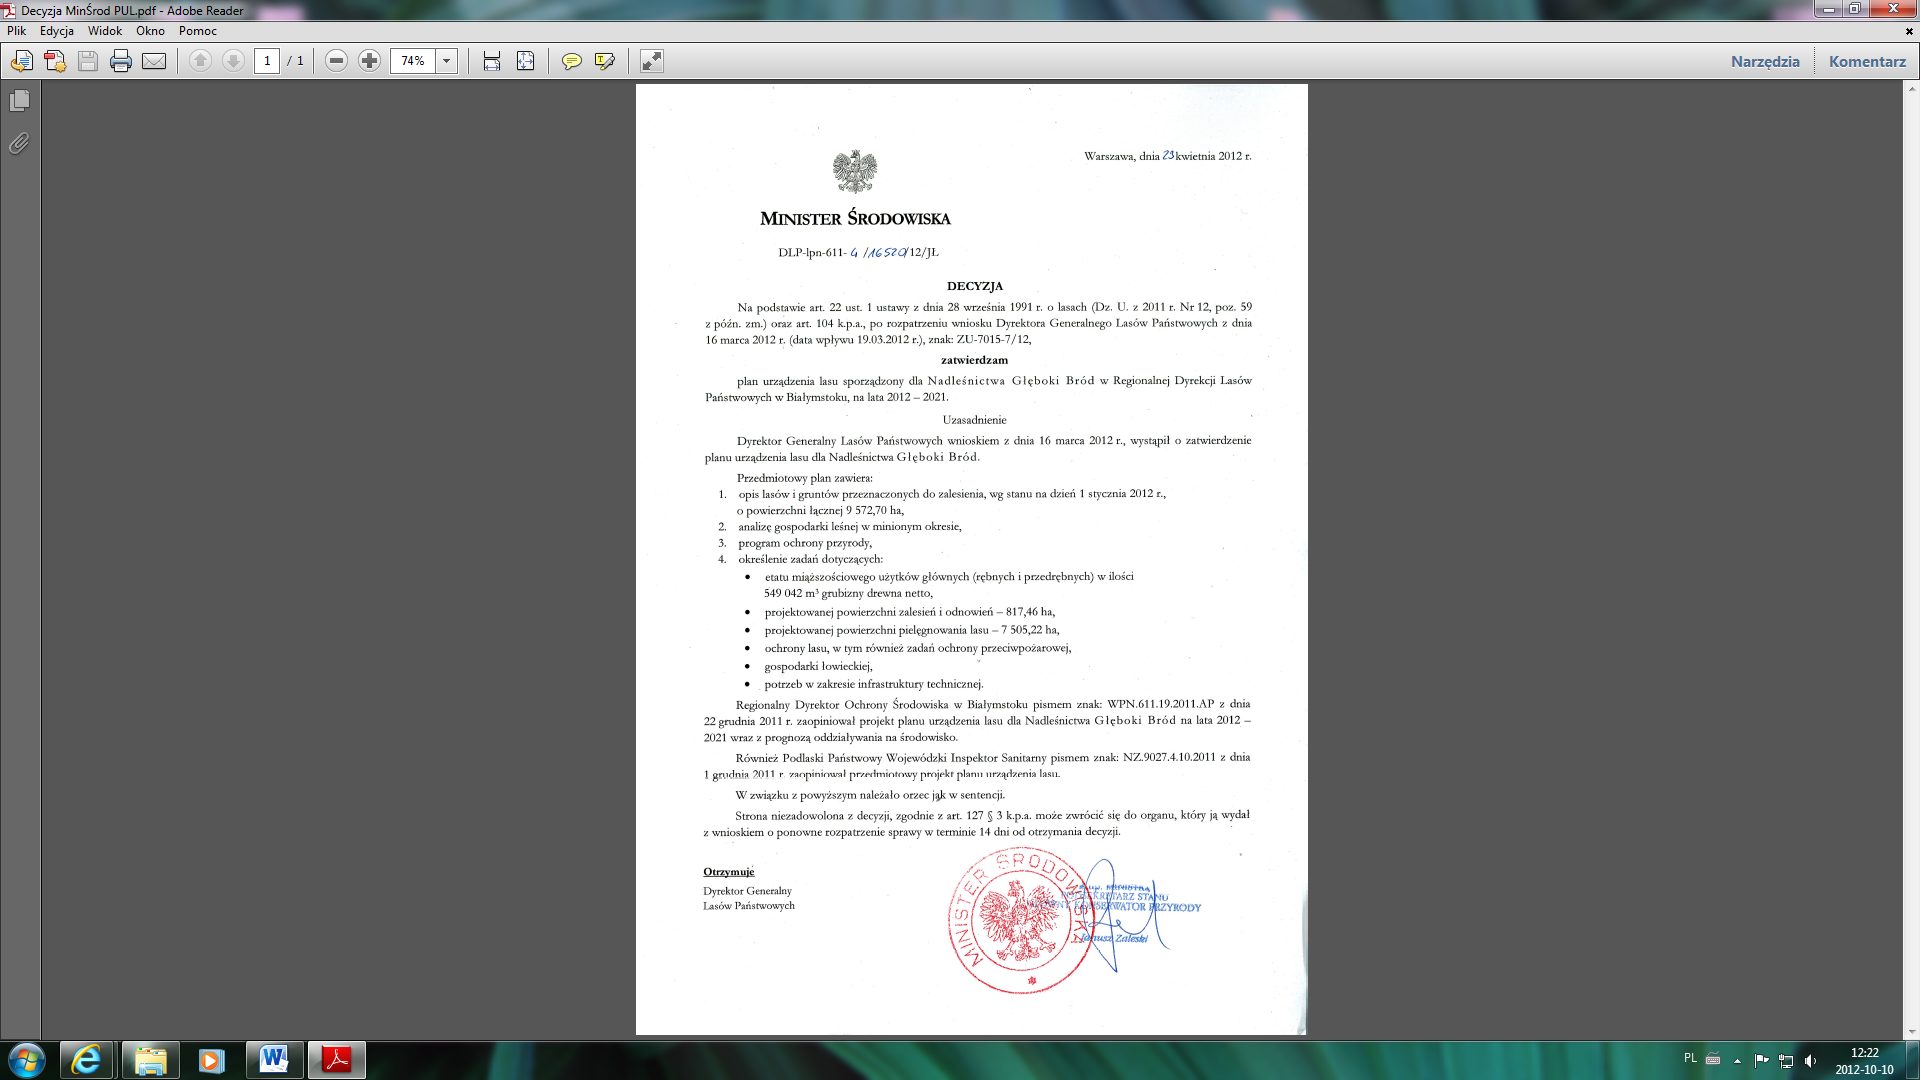 Decyzja MinŚrod PUL.pdf - Adobe Reader
Plik Edycja Widok Okno Pomoc
1 / 1 74% Narzędzia Komentarz
Warszawa, dnia 23 kwietnia 2012 r.
MINISTER ŚRODOWISKA
DLP-lpn-611- 4 /16520/12/JŁ
DECYZJA
Na podstawie art. 22 ust. 1 ustawy z dnia 28 września 1991 r. o lasach (Dz. U. z 2011 r. Nr 12, poz. 59
z późn. zm.) oraz art. 104 k.p.a., po rozpatrzeniu wniosku Dyrektora Generalnego Lasów Państwowych z dnia
16 marca 2012 r. (data wpływu 19.03.2012 r.), znak: ZU-7015-7/12,
zatwierdzam
plan urządzenia lasu sporządzony dla Nadleśnictwa Głęboki Bród w Regionalnej Dyrekcji Lasów
Państwowych w Białymstoku, na lata 2012 – 2021.
Uzasadnienie
Dyrektor Generalny Lasów Państwowych wnioskiem z dnia 16 marca 2012 r., wystąpił o zatwierdzenie
planu urządzenia lasu dla Nadleśnictwa Głęboki Bród.
Przedmiotowy plan zawiera:
1. opis lasów i gruntów przeznaczonych do zalesienia, wg stanu na dzień 1 stycznia 2012 r.,
o powierzchni łącznej 9 572,70 ha,
2. analizę gospodarki leśnej w minionym okresie,
3. program ochrony przyrody,
4. określenie zadań dotyczących:
• etatu miąższościowego użytków głównych (rębnych i przedrębnych) w ilości
549 042 m³ grubizny drewna netto,
• projektowanej powierzchni zalesień i odnowień – 817,46 ha,
• projektowanej powierzchni pielęgnowania lasu – 7 505,22 ha,
• ochrony lasu, w tym również zadań ochrony przeciwpożarowej,
• gospodarki łowieckiej,
• potrzeb w zakresie infrastruktury technicznej.
Regionalny Dyrektor Ochrony Środowiska w Białymstoku pismem znak: WPN.611.19.2011.AP z dnia
22 grudnia 2011 r. zaopiniował projekt planu urządzenia lasu dla Nadleśnictwa Głęboki Bród na lata 2012 –
2021 wraz z prognozą oddziaływania na środowisko.
Również Podlaski Państwowy Wojewódzki Inspektor Sanitarny pismem znak: NZ.9027.4.10.2011 z dnia
1 grudnia 2011 r. zaopiniował przedmiotowy projekt planu urządzenia lasu.
W związku z powyższym należało orzec jak w sentencji.
Strona niezadowolona z decyzji, zgodnie z art. 127 § 3 k.p.a. może zwrócić się do organu, który ją wydał
z wnioskiem o ponowne rozpatrzenie sprawy w terminie 14 dni od otrzymania decyzji.
Otrzymuje
Dyrektor Generalny
Lasów Państwowych
MINISTER ŚRODOWISKA
PODSEKRETARZ STANU
KONSERWATOR PRZYRODY
Janusz Zaleski
PL
12:22
2012-10-10